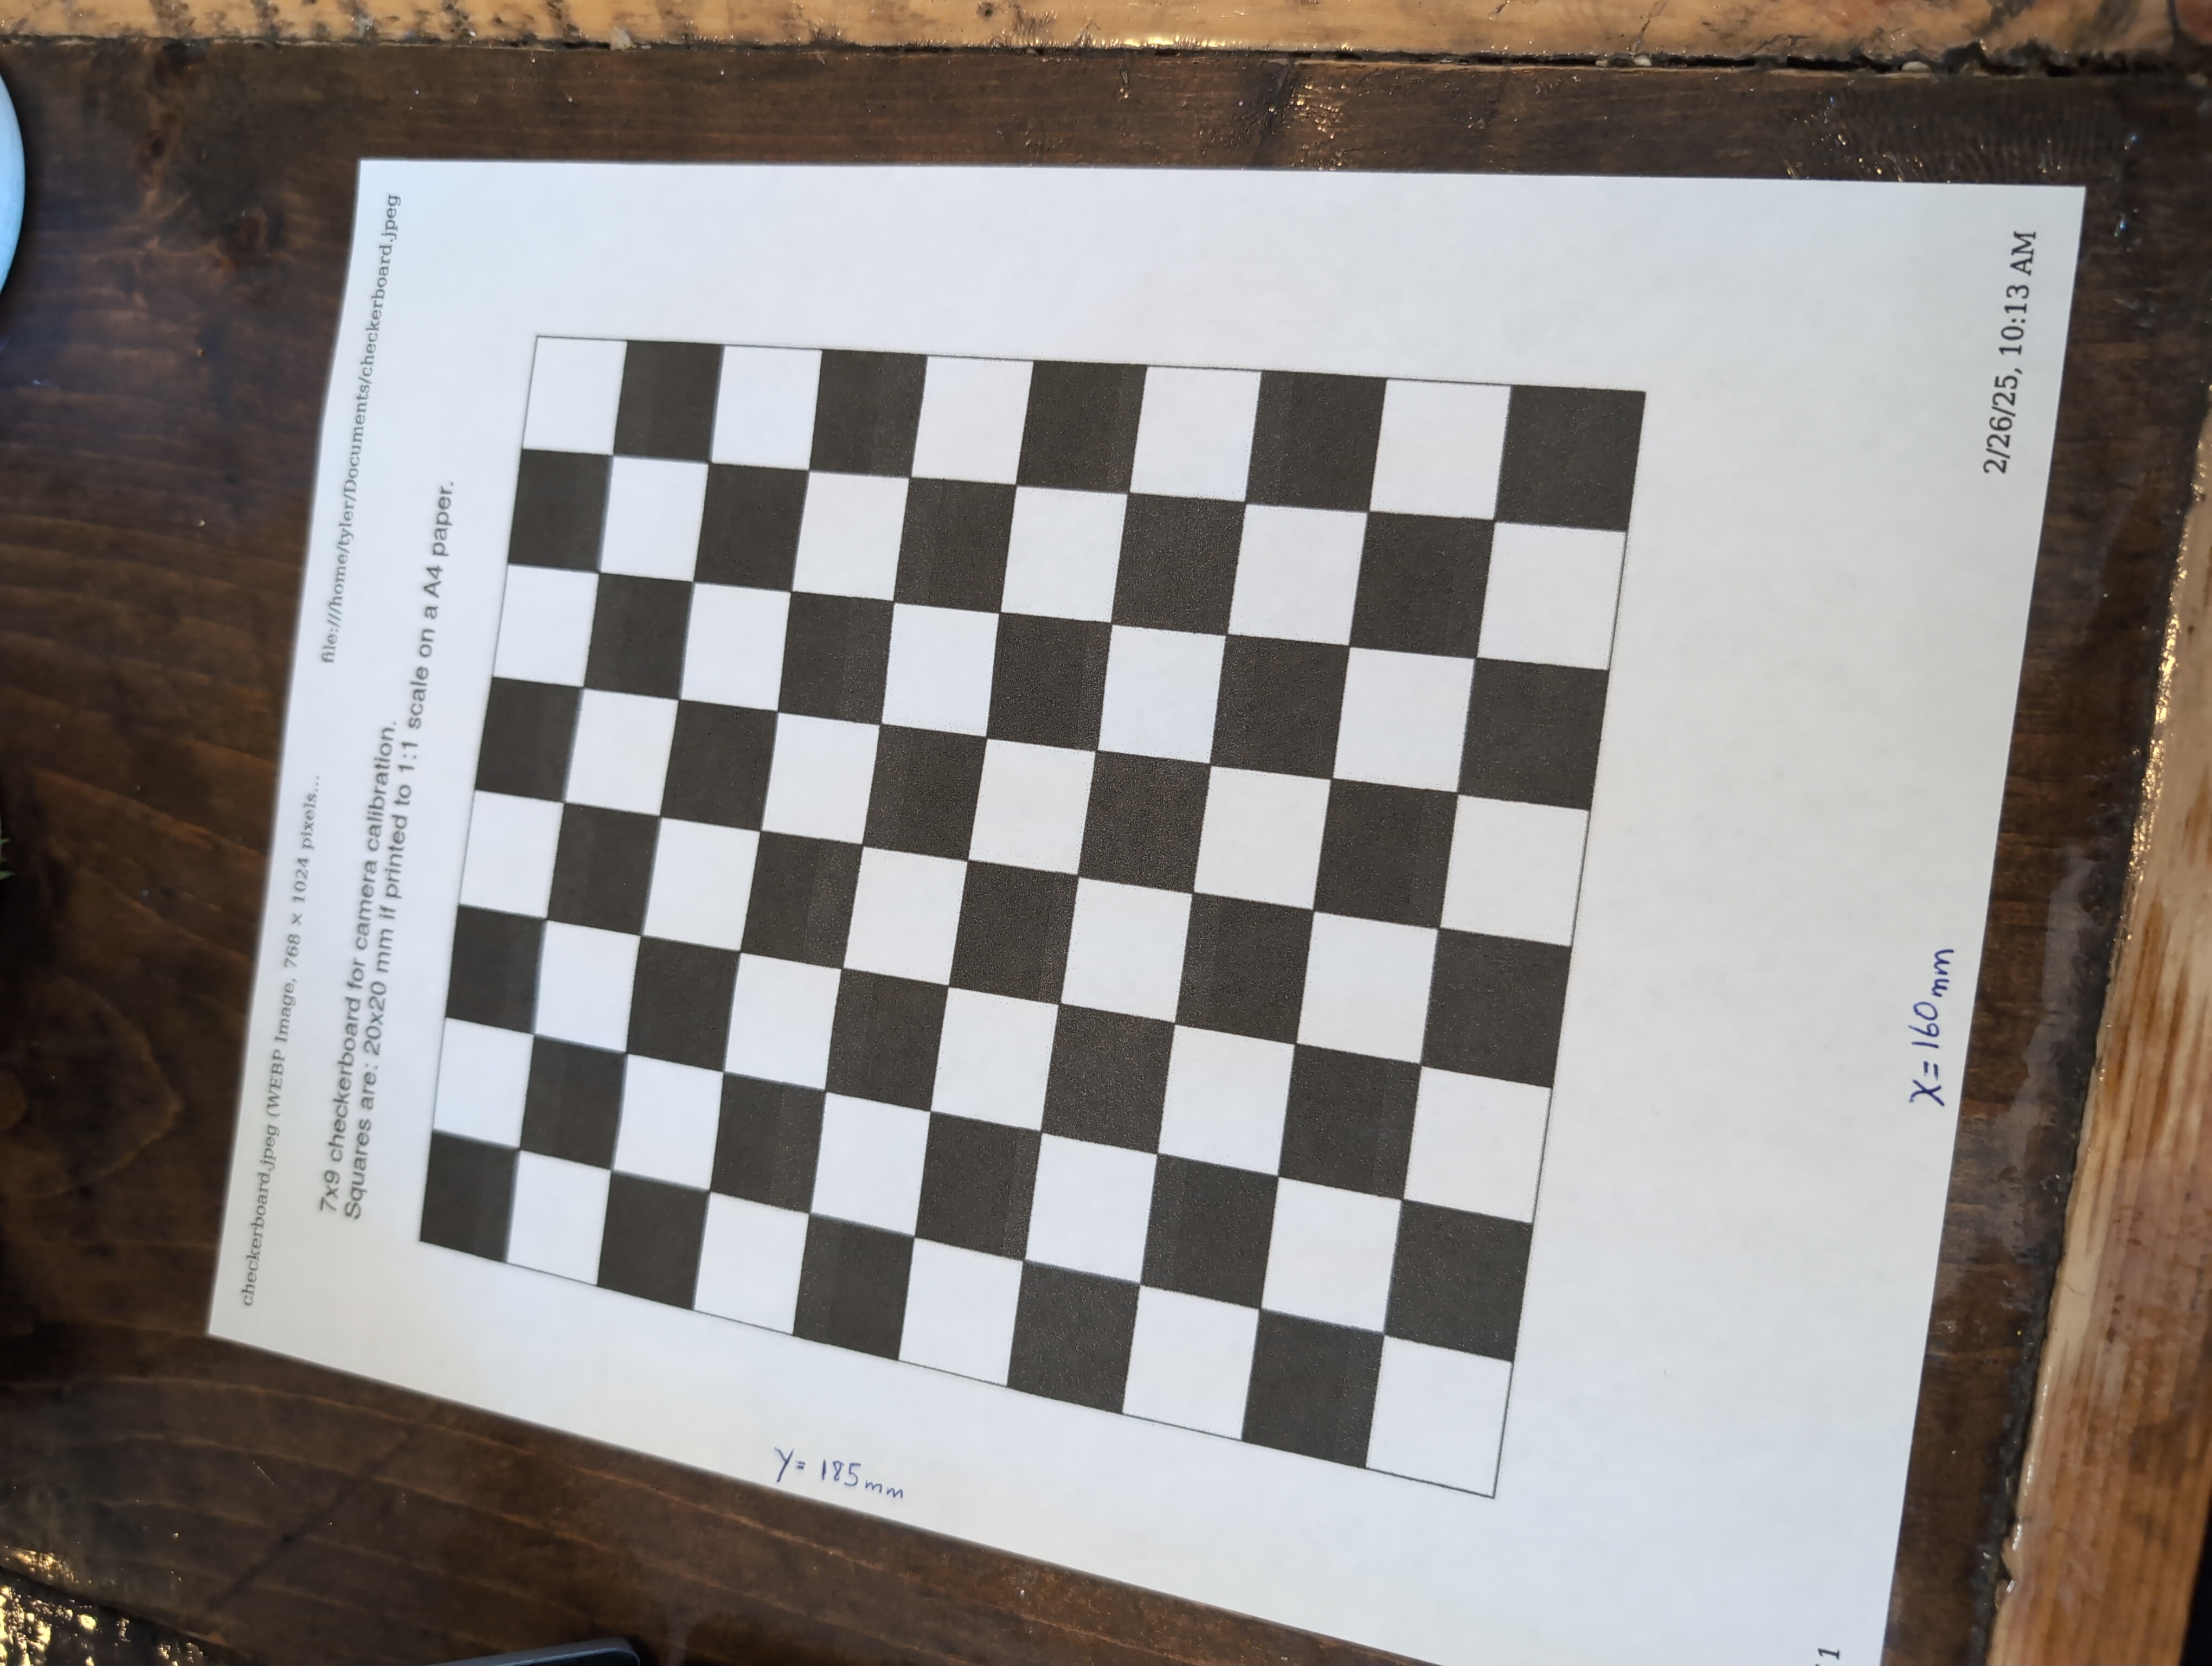 checkerboard.jpeg (WEBP Image, 768 × 1024 pixels...
file:///home/tyler/Documents/checkerboard.jpeg
7x9 checkerboard for camera calibration.
Squares are: 20x20 mm if printed to 1:1 scale on a A4 paper.
Y= 185mm
1
X= 160mm
2/26/25, 10:13 AM